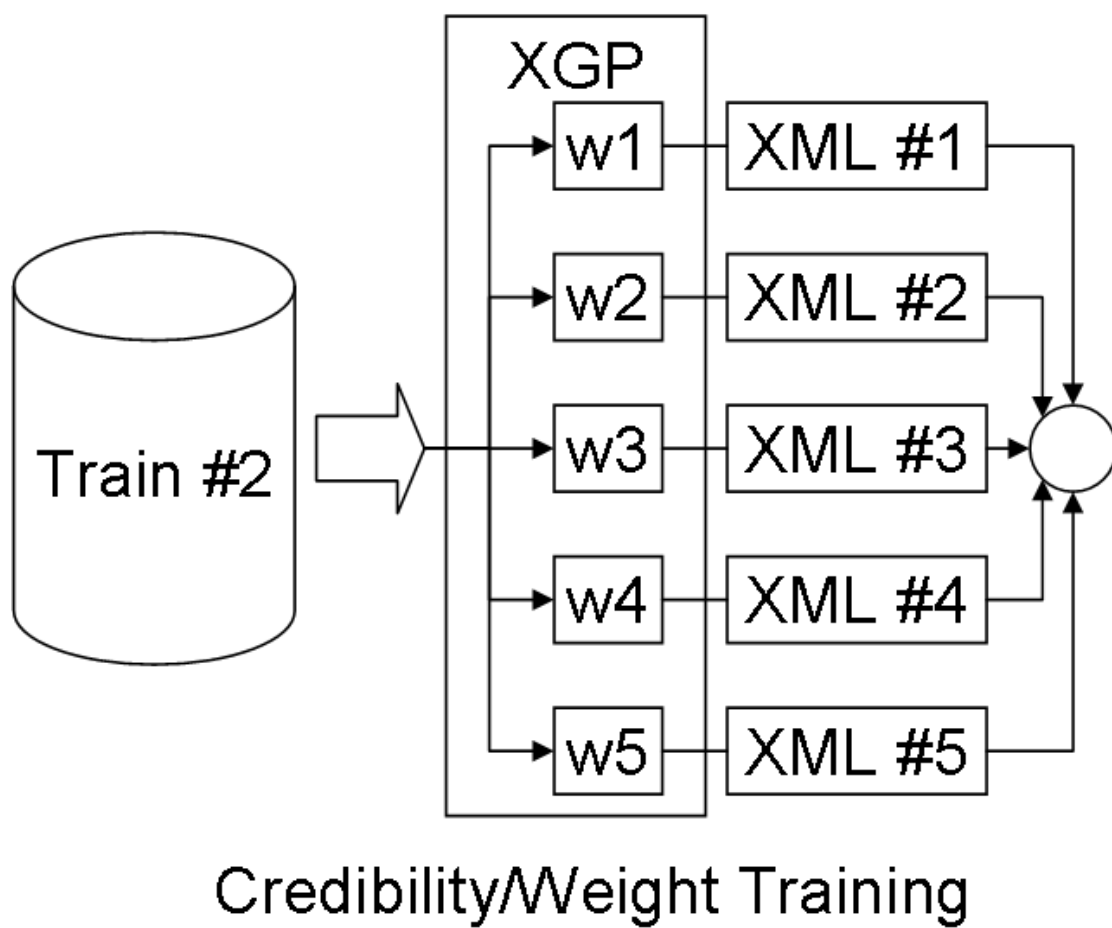 XGP
w1 XML #1
w2 XML #2
Train #2 w3 XML #3
w4 XML #4
w5 XML #5
Credibility/Weight Training